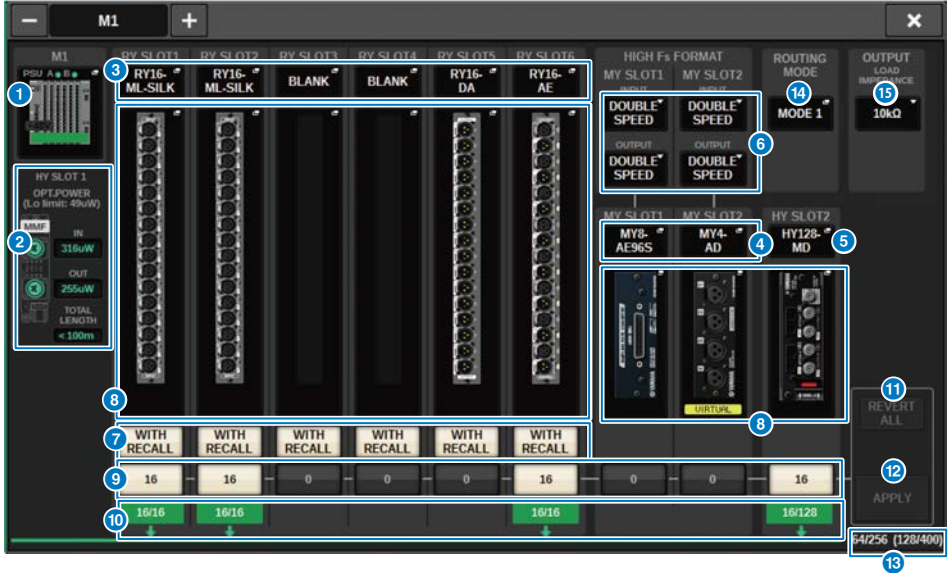 M1
M1
PSU A B
1
HY SLOT 1
OPT.POWER
(Lo limit: 49uW)
MMF
2
IN
316uW
OUT
255uW
TOTAL
LENGTH
< 100m
RY SLOT1 RY SLOT2 RY SLOT3 RY SLOT4 RY SLOT5 RY SLOT6
3
RY16-
ML-SILK
RY16-
ML-SILK
BLANK
BLANK
RY16-
DA
RY16-
AE
8
7
WITH
RECALL
WITH
RECALL
WITH
RECALL
WITH
RECALL
WITH
RECALL
WITH
RECALL
9
16 16 0 0 0 16 0 0 16
10
16/16 16/16 16/16 16/128
HIGH Fs FORMAT
MY SLOT1 MY SLOT2
INPUT INPUT
DOUBLE
SPEED
DOUBLE
SPEED
6
OUTPUT OUTPUT
DOUBLE
SPEED
DOUBLE
SPEED
MY SLOT1 MY SLOT2 HY SLOT2
MY8-
AE96S
MY4-
AD
4
HY128-
MD
5
VIRTUAL
8
ROUTING
MODE
14
MODE 1
OUTPUT
LOAD
IMPEDANCE
15
10kΩ
11
REVERT
ALL
12
APPLY
64/256 (128/400)
13